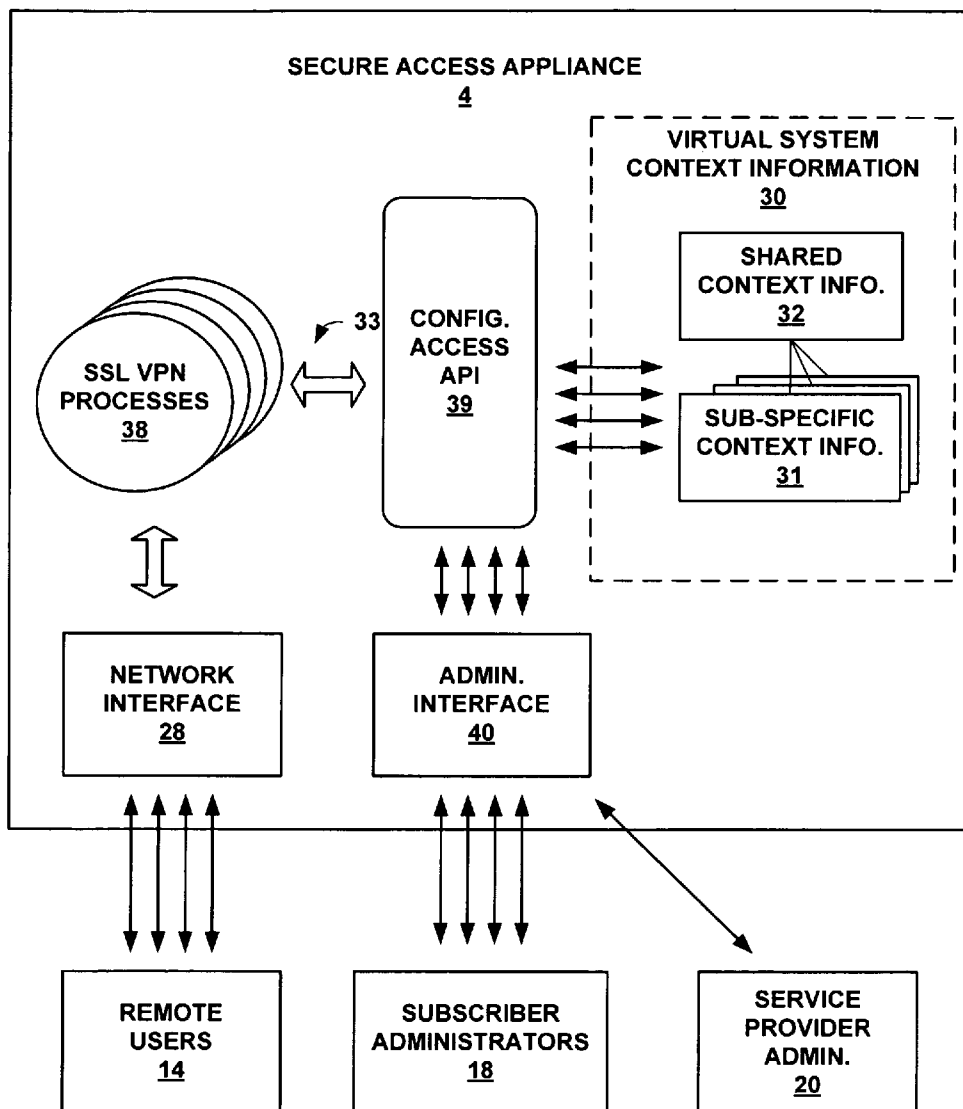 SECURE ACCESS APPLIANCE
4
VIRTUAL SYSTEM
CONTEXT INFORMATION
30
SHARED
CONTEXT INFO.
32
SUB-SPECIFIC
CONTEXT INFO.
31
33
CONFIG.
ACCESS
API
39
SSL VPN
PROCESSES
38
NETWORK
INTERFACE
28
ADMIN.
INTERFACE
40
REMOTE
USERS
14
SUBSCRIBER
ADMINISTRATORS
18
SERVICE
PROVIDER
ADMIN.
20